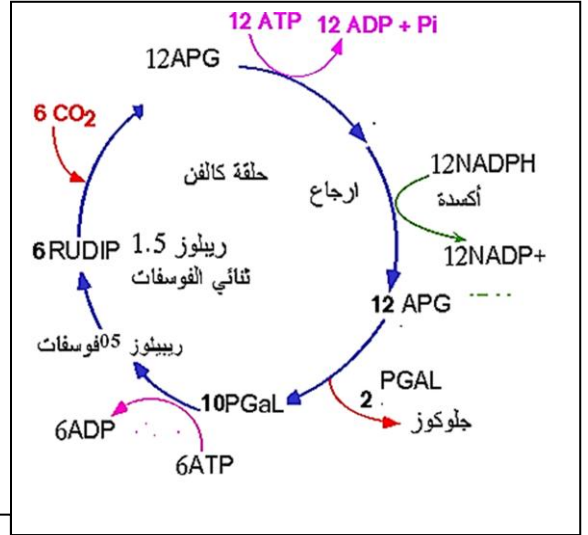 12 ATP 12 ADP + Pi
12APG
6 CO2
حلقة كالفن
12NADPH
أكسدة
ارجاع
12NADP+
6RUDIP ريبلوز 1.5
ثنائي الفوسفات
12 APG
ريبيلوز 05فوسفات
PGAL
2
10PGaL
جلوكوز
6ADP
6ATP